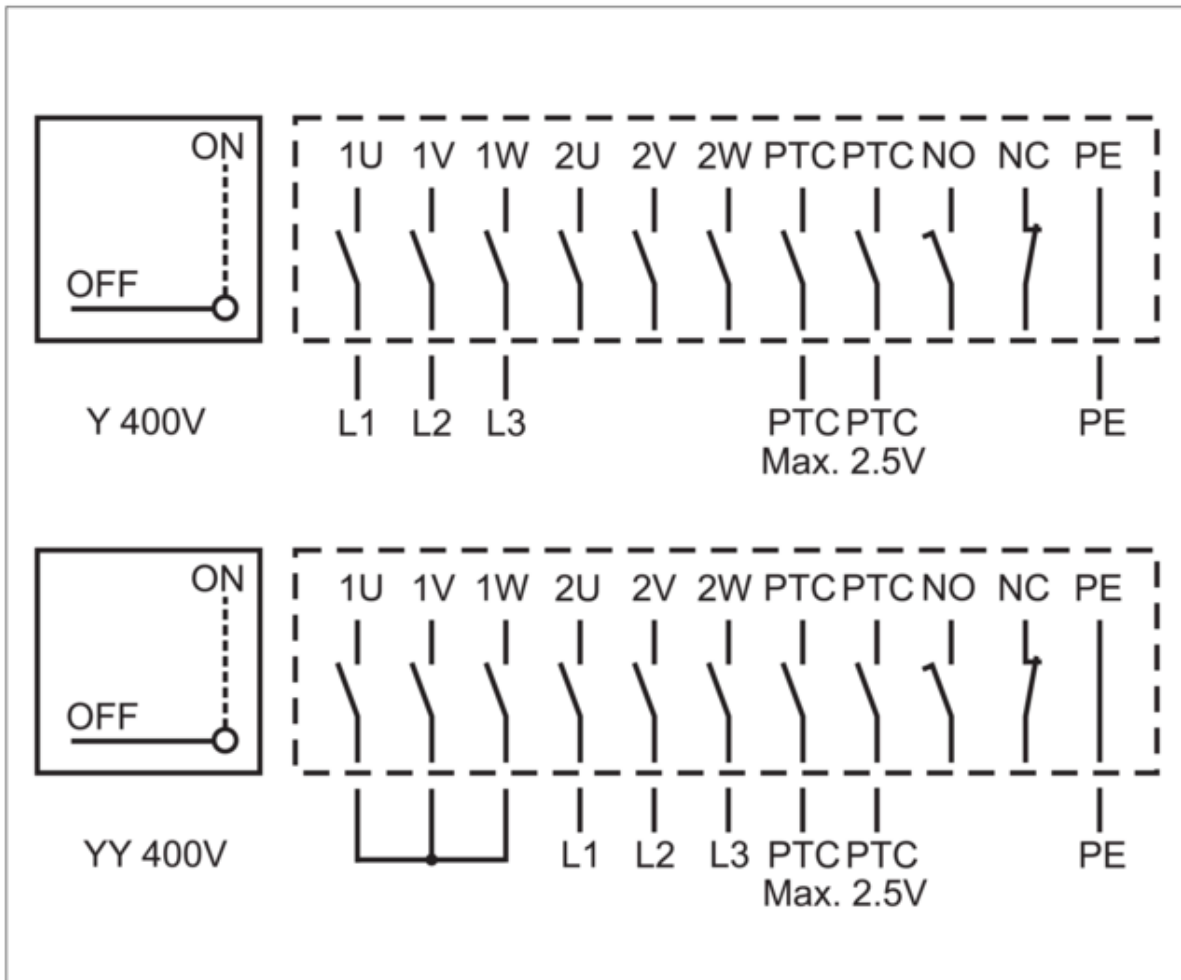 ON
OFF
1U 1V 1W 2U 2V 2W PTC PTC NO NC PE
Y 400V
L1 L2 L3 PTC PTC PE
Max. 2.5V
ON
OFF
1U 1V 1W 2U 2V 2W PTC PTC NO NC PE
YY 400V
L1 L2 L3 PTC PTC PE
Max. 2.5V